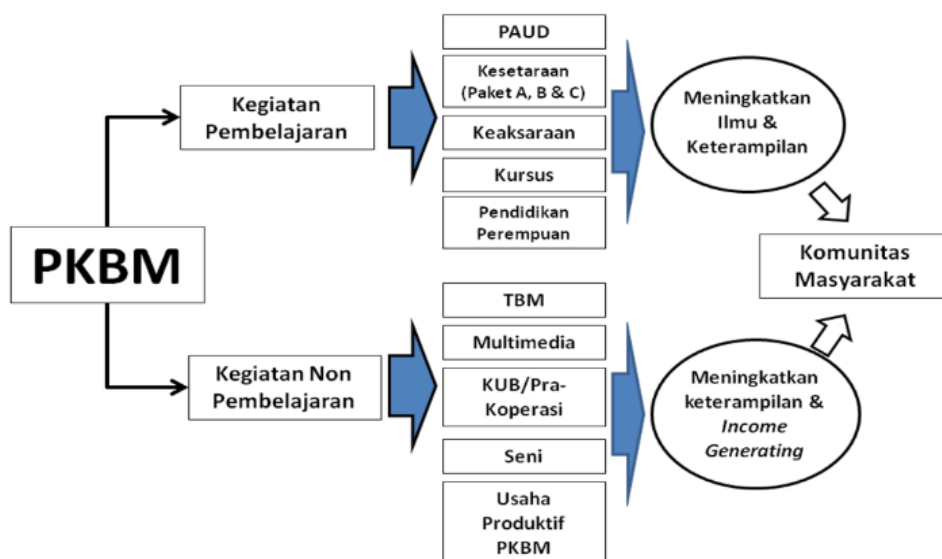 PKBM
Kegiatan
Pembelajaran
PAUD
Kesetaraan
(Paket A, B & C)
Keaksaraan
Kursus
Pendidikan
Perempuan
Meningkatkan
Ilmu &
Keterampilan
Kegiatan Non
Pembelajaran
TBM
Multimedia
KUB/Pra-
Koperasi
Seni
Usaha
Produktif
PKBM
Meningkatkan
keterampilan &
Income
Generating
Komunitas
Masyarakat